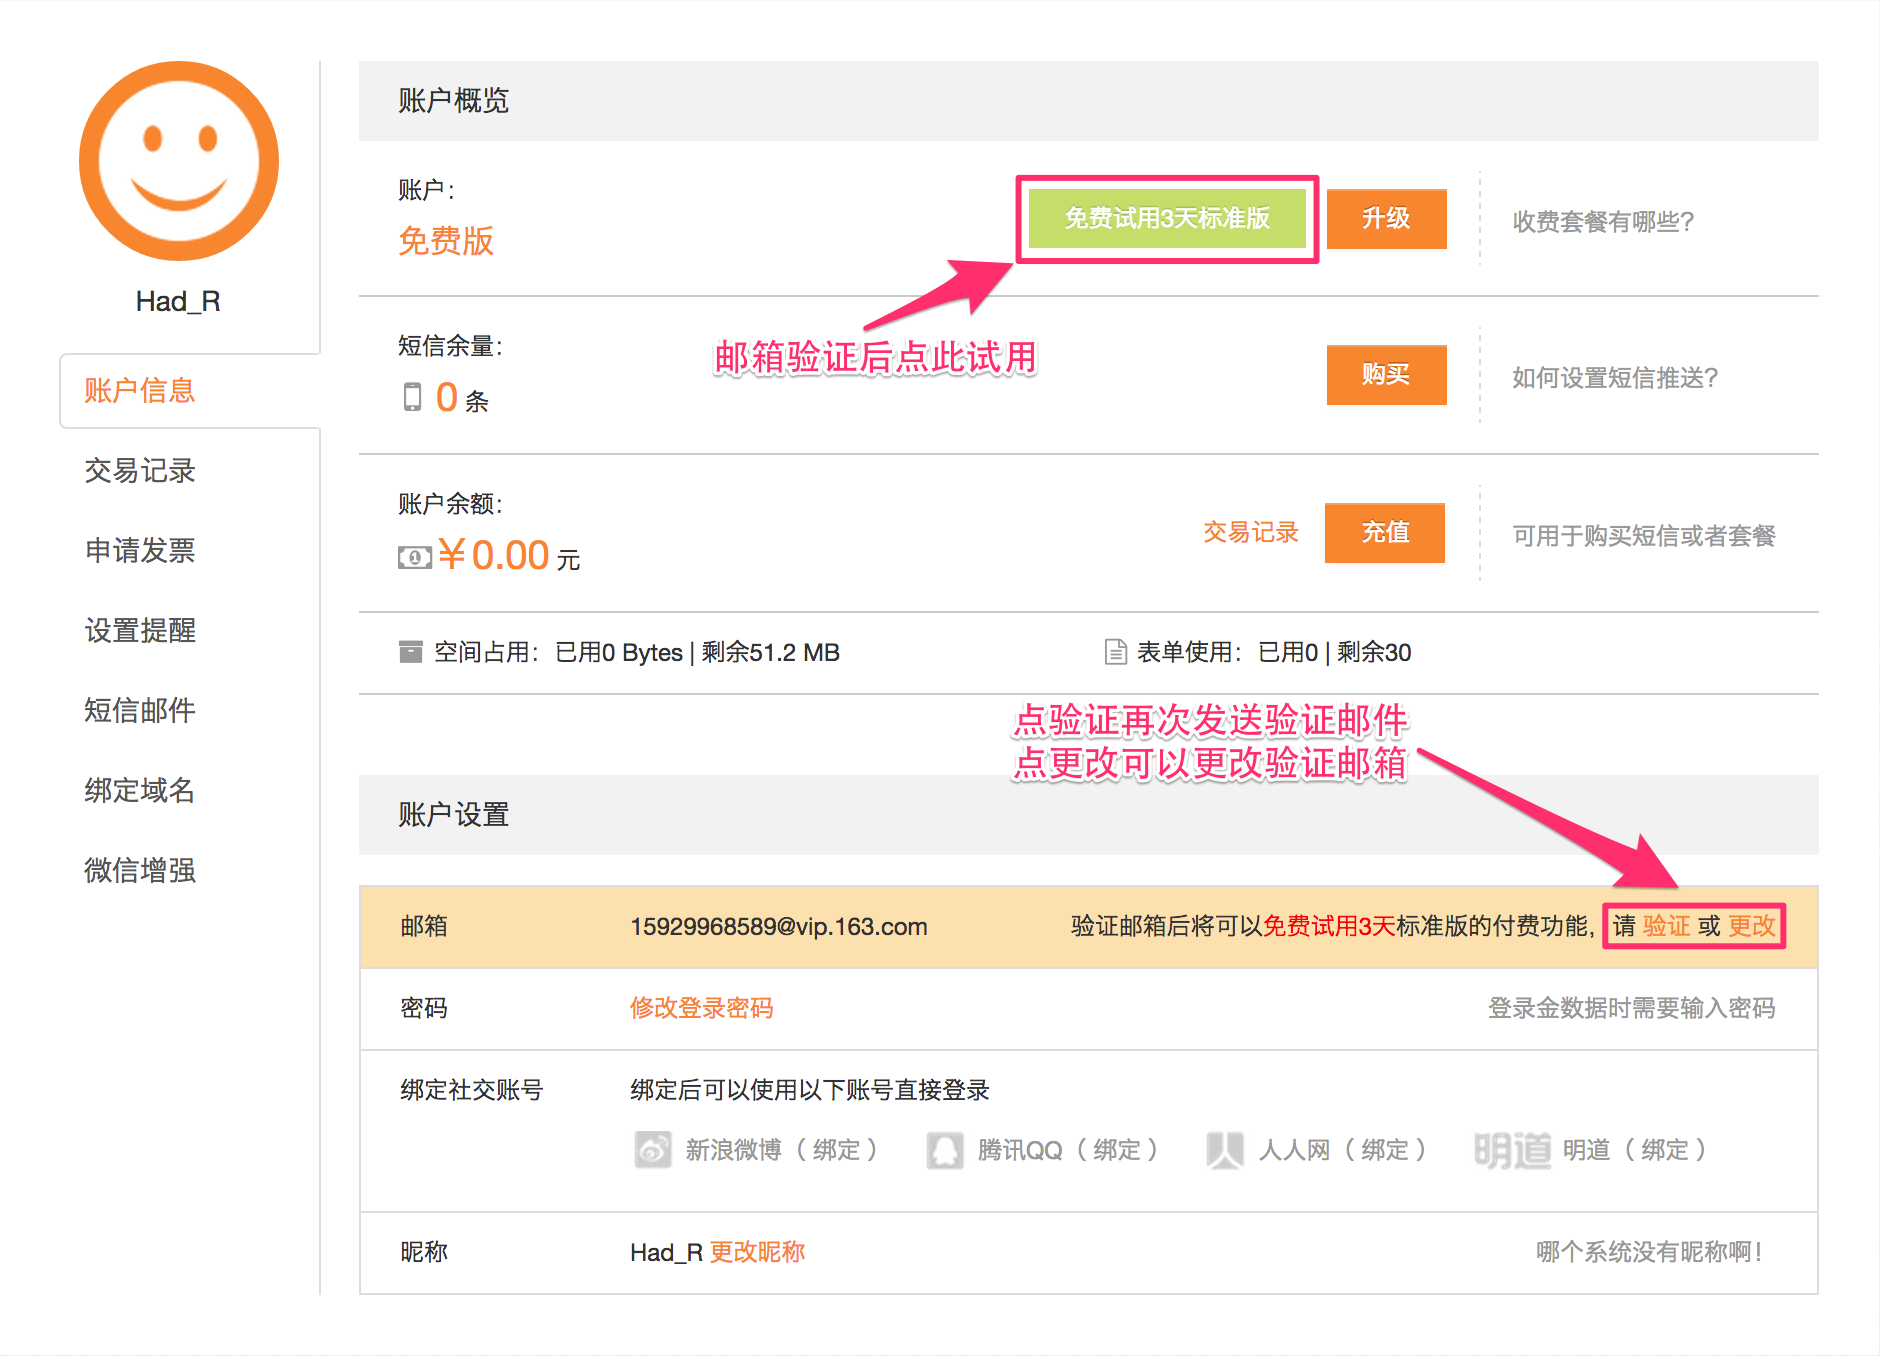 Had_R
账户信息
交易记录
申请发票
设置提醒
短信邮件
绑定域名
微信增强
账户概览
账户：
免费版
免费试用3天标准版
升级
收费套餐有哪些？
邮箱验证后点此试用
短信余量：
0 条
购买
如何设置短信推送？
账户余额：
¥0.00 元
交易记录
充值
可用于购买短信或者套餐
空间占用： 已用0 Bytes | 剩余51.2 MB
表单使用： 已用0 | 剩余30
点验证再次发送验证邮件
点更改可以更改验证邮箱
账户设置
邮箱 15929968589@vip.163.com 验证邮箱后将可以免费试用3天标准版的付费功能, 请 验证 或 更改
密码 修改登录密码 登录金数据时需要输入密码
绑定社交账号 绑定后可以使用以下账号直接登录
新浪微博（绑定） 腾讯QQ（绑定） 人人网（绑定） 明道 明道（绑定）
昵称 Had_R 更改昵称 哪个系统没有昵称啊！